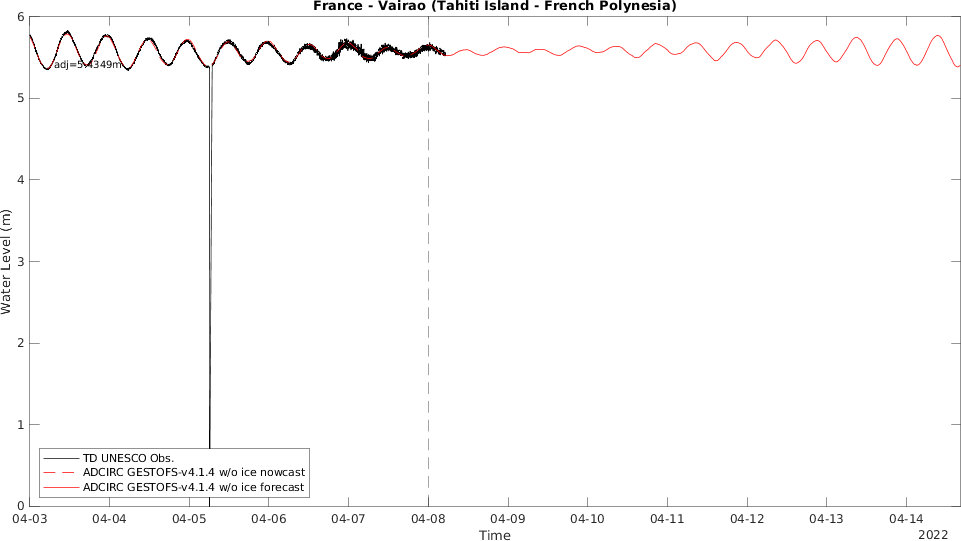 France - Vairao (Tahiti Island - French Polynesia)
6
5
4
3
2
1
0
Water Level (m)
adj=5.4349m
TD UNESCO Obs.
ADCIRC GESTOFS-v4.1.4 w/o ice nowcast
ADCIRC GESTOFS-v4.1.4 w/o ice forecast
04-03 04-04 04-05 04-06 04-07 04-08 04-09 04-10 04-11 04-12 04-13 04-14
Time
2022